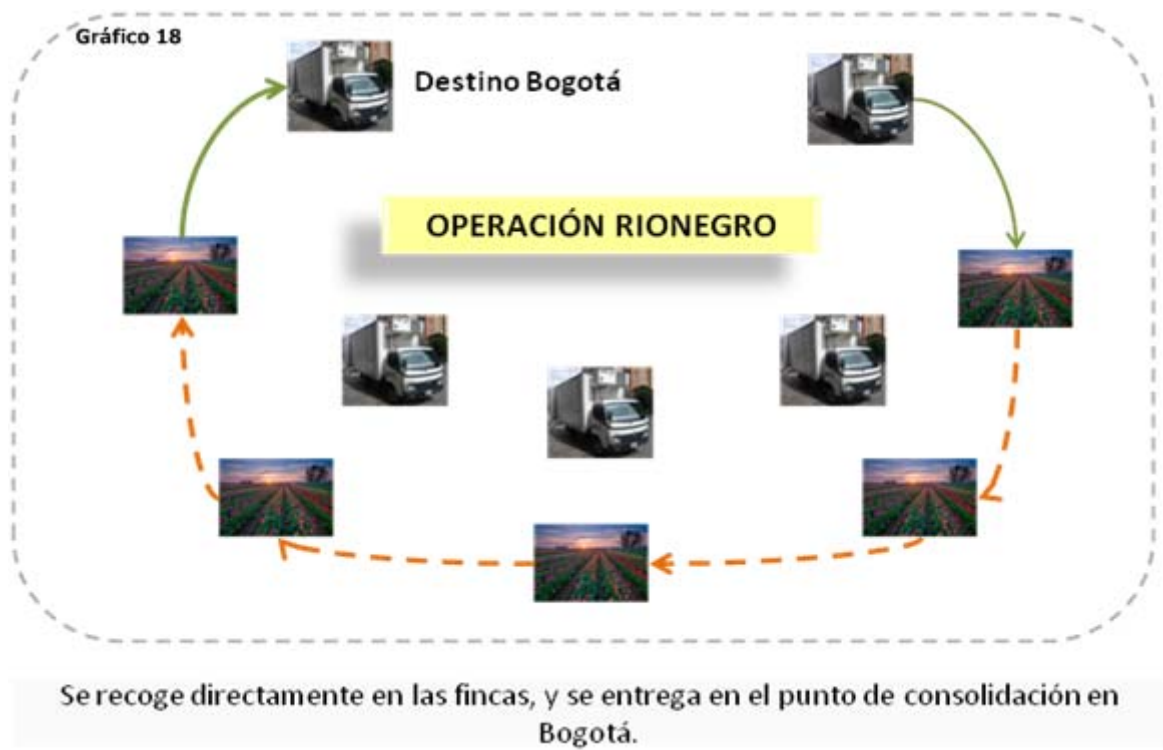 Gráfico 18
Destino Bogotá
OPERACIÓN RIONEGRO
Se recoge directamente en las fincas, y se entrega en el punto de consolidación en
Bogotá.